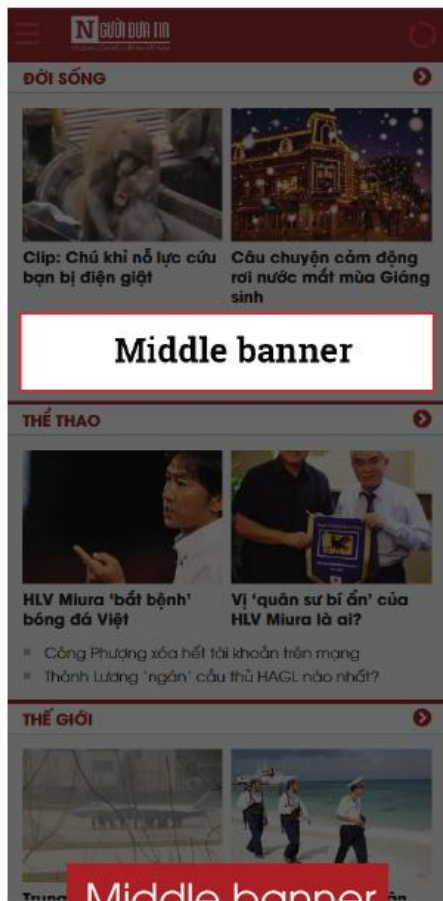 NGƯỜI ĐƯA TIN
ĐỜI SỐNG
Clip: Chú khỉ nỗ lực cứu
bạn bị điện giật
Câu chuyện cảm động
rơi nước mắt mùa Giáng
sinh
Middle banner
THỂ THAO
HLV Miura ‘bắt bệnh’
bóng đá Việt
Vị ‘quân sư bí ẩn’ của
HLV Miura là ai?
Công Phượng xóa hết tài khoản trên mạng
Thành Lương ‘ngán’ cầu thủ HAGL nào nhất?
THẾ GIỚI
Middle banner